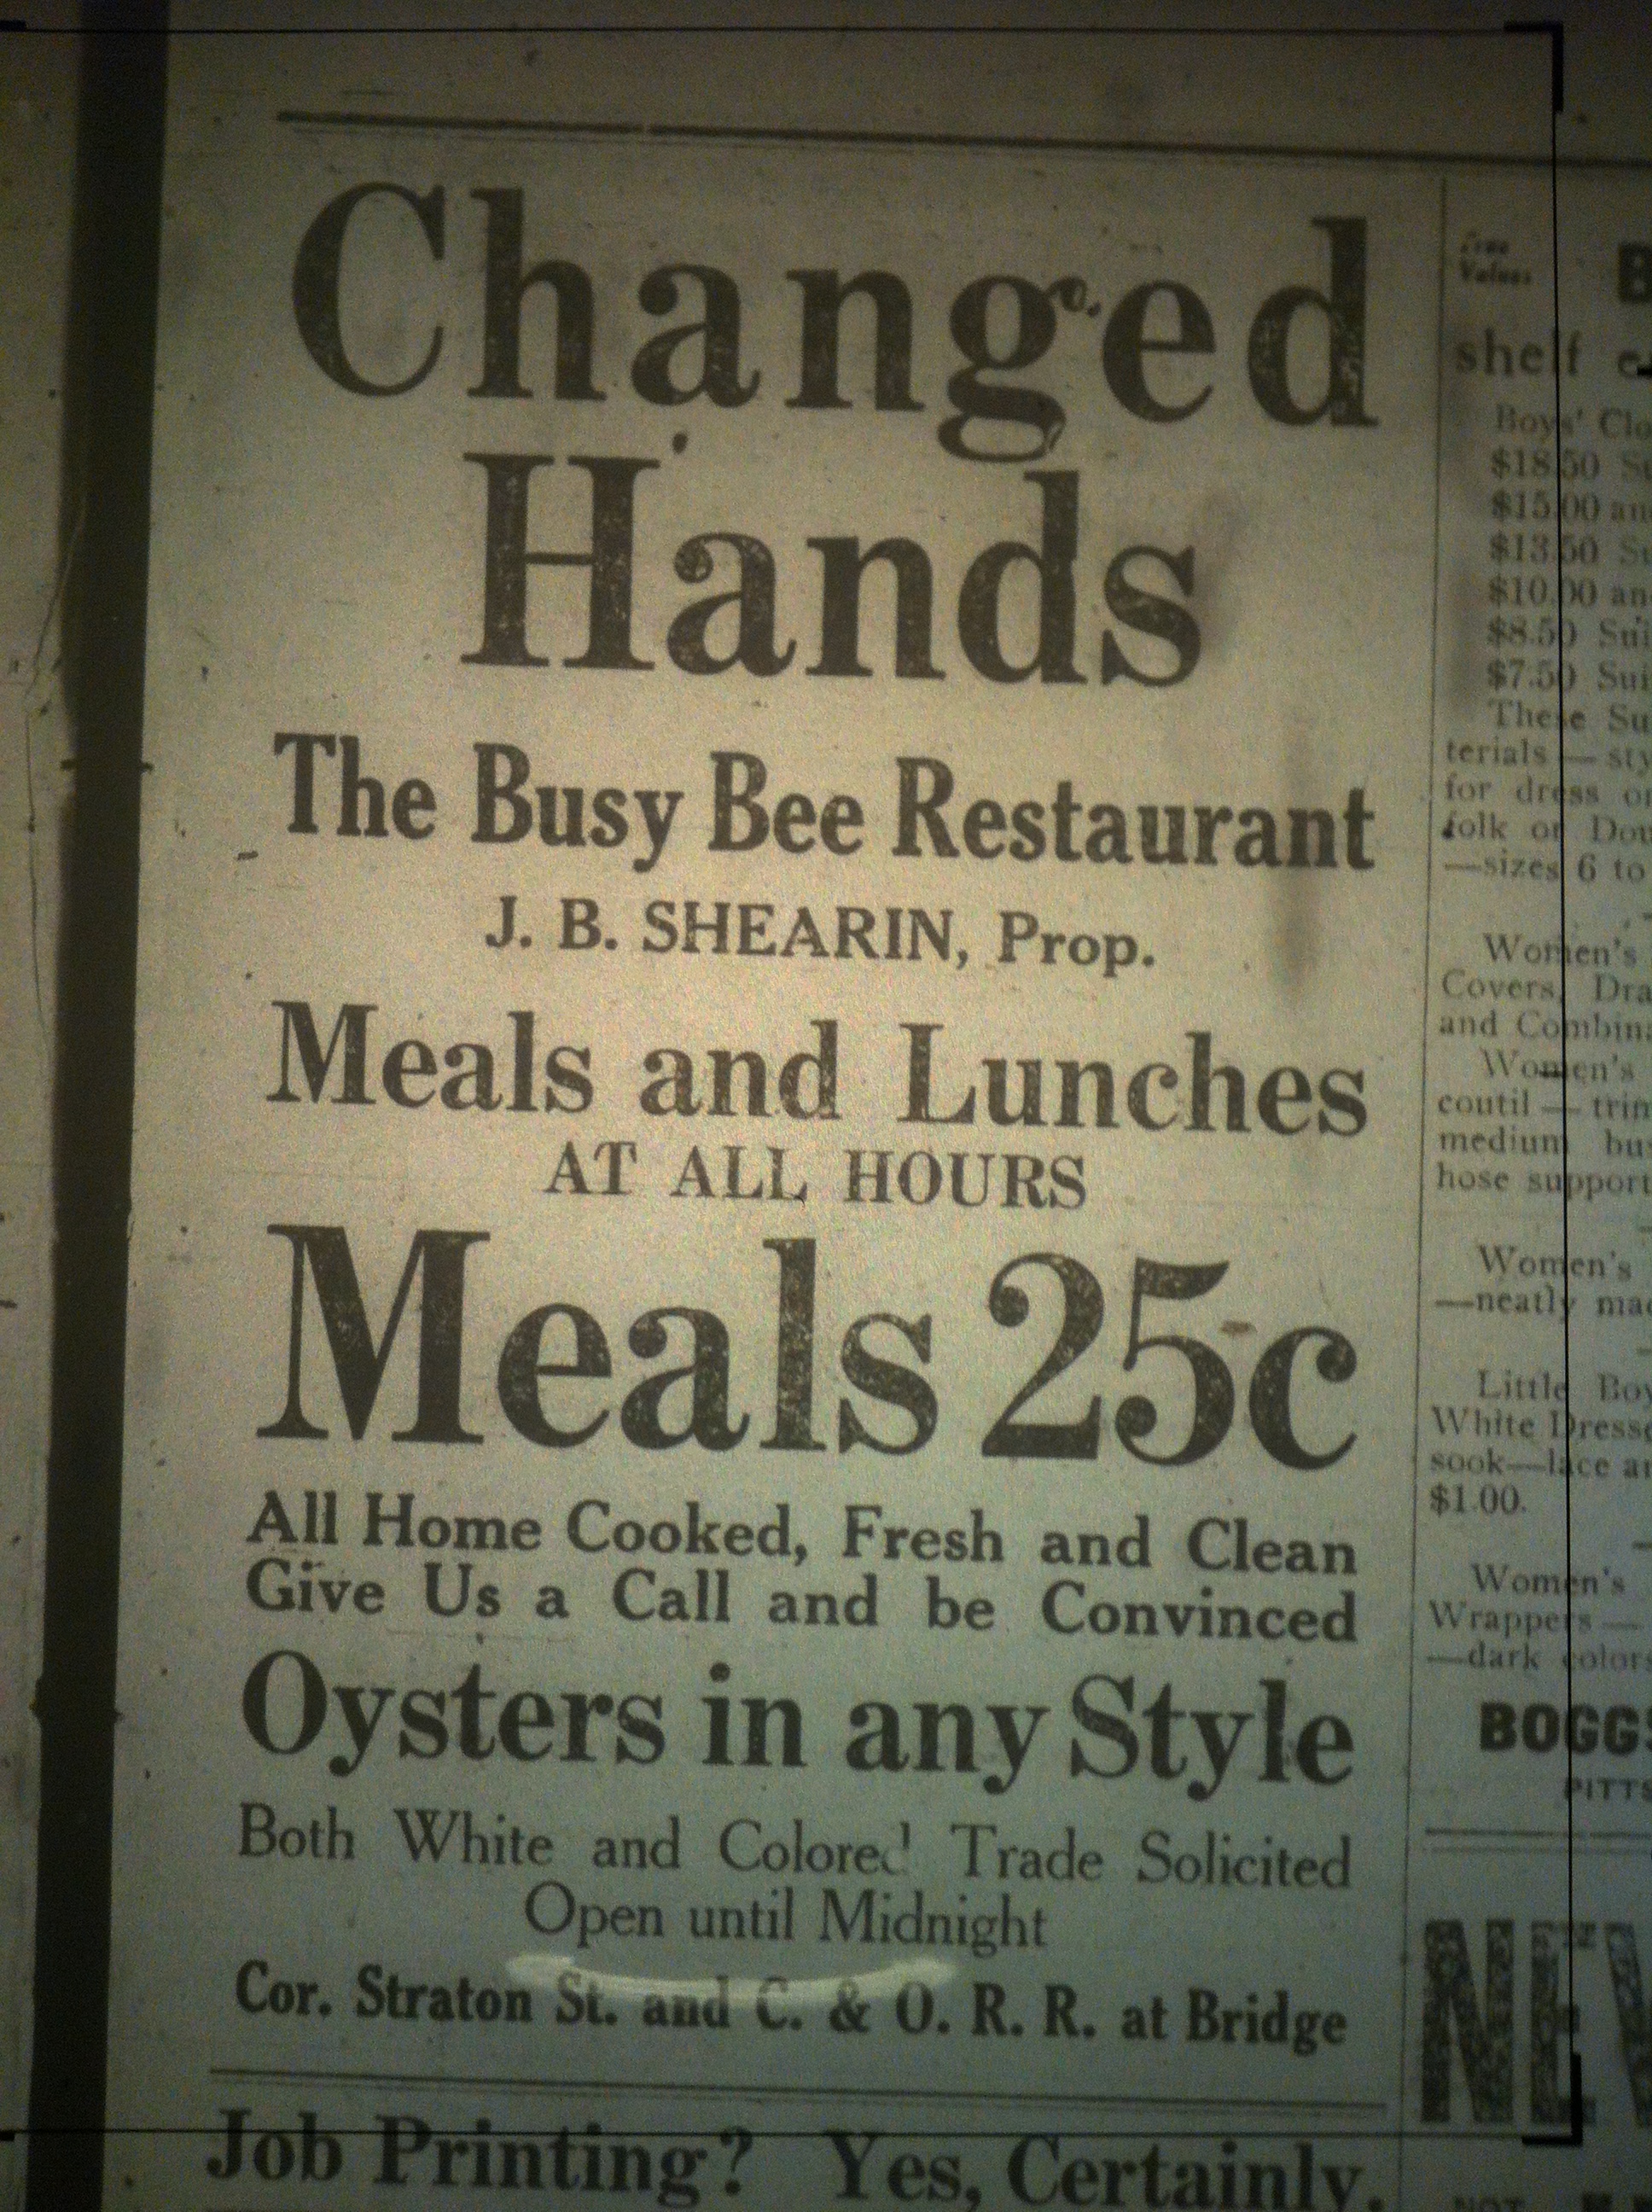 Changed
Hands
The Busy Bee Restaurant
J. B. SHEARIN, Prop.
Meals and Lunches
AT ALL HOURS
Meals 25c
All Home Cooked, Fresh and Clean
Give Us a Call and be Convinced
Oysters in any Style
Both White and Colored Trade Solicited
Open until Midnight
Cor. Straton St. and C. & O. R. R. at Bridge
Job Printing? Yes, Certainly.
shelf
Boys'
$18.50
$15.00
$13.50
$10.00
$8.50
$7.50
These
terials —
for dress or
folk or
—sizes 6 to
Women's
Covers,
and
Women's
coutil —
medium
hose
Women's
—neatly
Little
White
sook—lace
$1.00.
Women's
Wrappers —
—dark